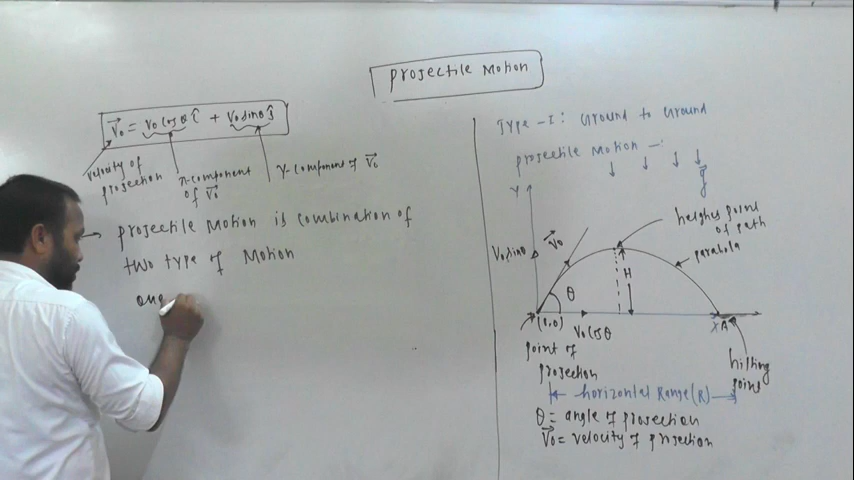 Projectile Motion
V₀ = V₀ cosθ î + V₀ sinθ ĵ
velocity of
projection
x-component
of V₀
y-component of V₀
→ projectile motion is combination of
two type of Motion
one
Type-I: Ground to Ground
projectile motion -:
g
Y
V₀ sinθ
V₀
heighest point
of path
parabola
H
θ
(0,0)
V₀ cosθ
X
A
point of
projection
hitting
point
horizontal Range (R)
θ = angle of projection
V₀ = velocity of projection